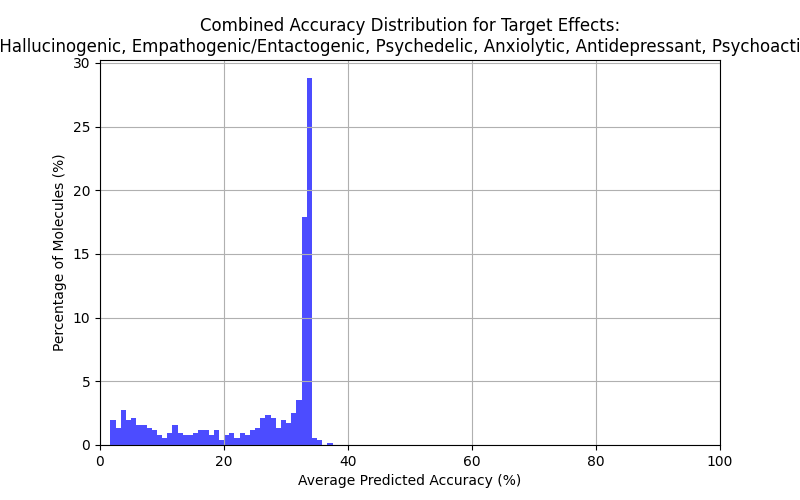 Combined Accuracy Distribution for Target Effects:
Hallucinogenic, Empathogenic/Entactogenic, Psychedelic, Anxiolytic, Antidepressant, Psychoacti
30
25
20
15
10
5
0
Percentage of Molecules (%)
0 20 40 60 80 100
Average Predicted Accuracy (%)